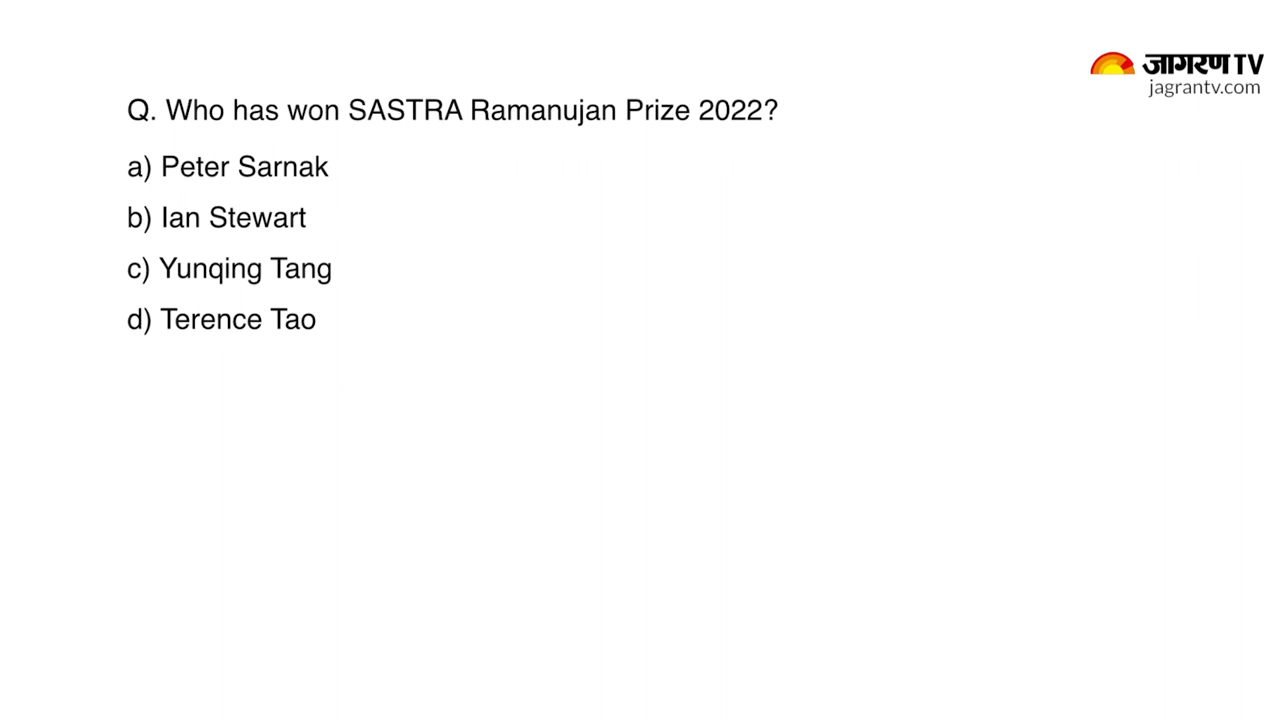 जागरण TV
jagrantv.com
Q. Who has won SASTRA Ramanujan Prize 2022?
a) Peter Sarnak
b) Ian Stewart
c) Yunqing Tang
d) Terence Tao